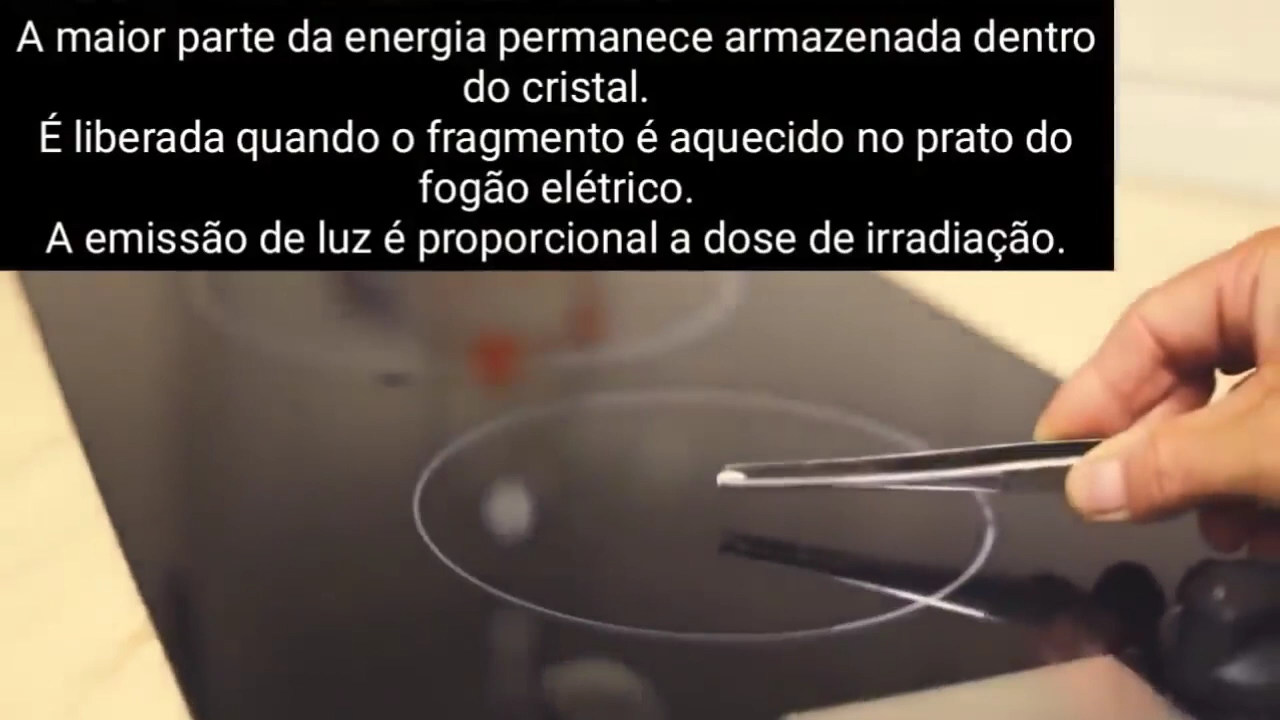 A maior parte da energia permanece armazenada dentro
do cristal.
É liberada quando o fragmento é aquecido no prato do
fogão elétrico.
A emissão de luz é proporcional a dose de irradiação.